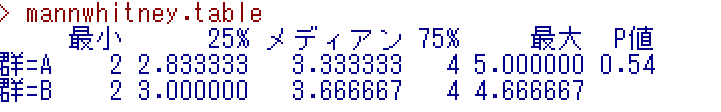 > mannwhitney.table
最小 25% メディアン 75% 最大 P値
群=A 2 2.833333 3.333333 4 5.000000 0.54
群=B 2 3.000000 3.666667 4 4.666667